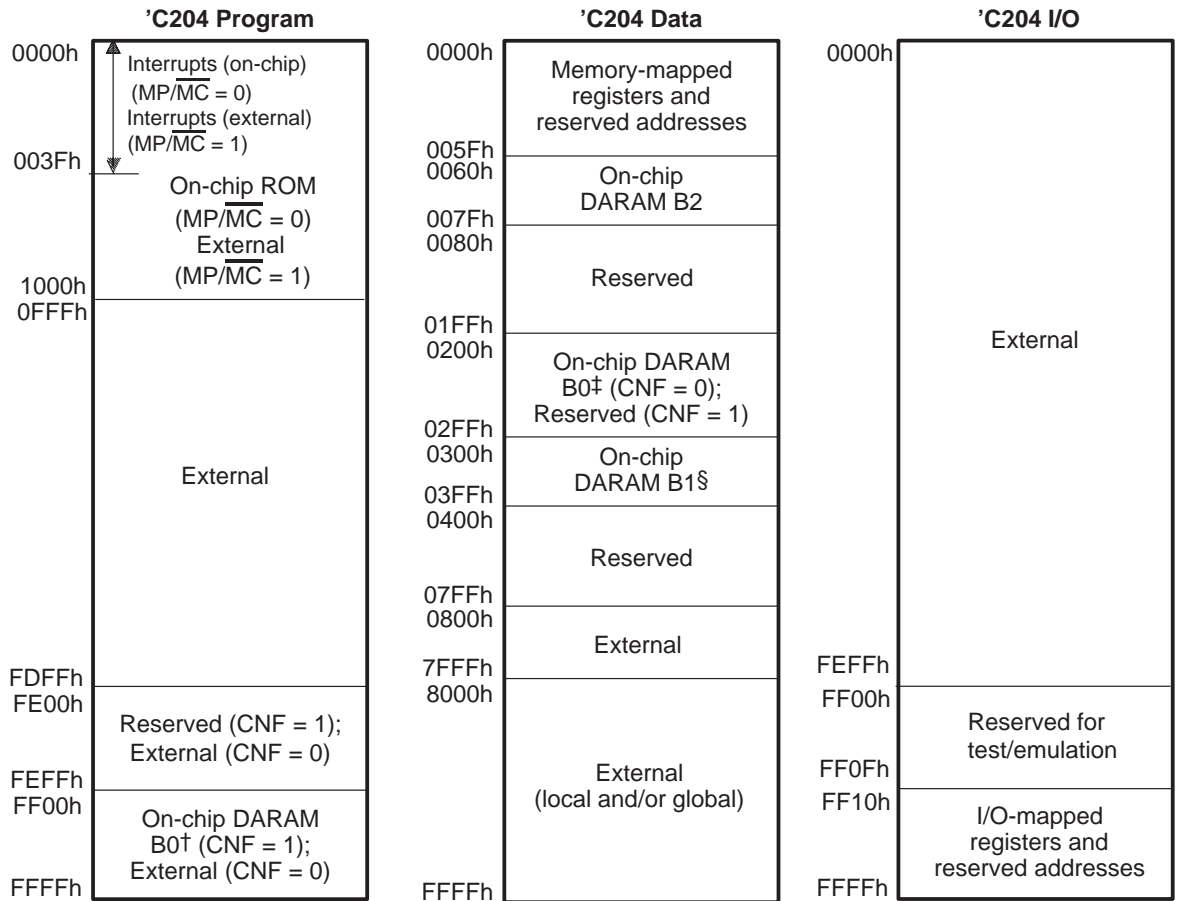 ’C204 Program
0000h
Interrupts (on-chip)
(MP/M̅C̅ = 0)
Interrupts (external)
(MP/M̅C̅ = 1)
003Fh
On-chip ROM
(MP/M̅C̅ = 0)
External
(MP/M̅C̅ = 1)
1000h
0FFFh
External
FDFFh
FE00h
Reserved (CNF = 1);
External (CNF = 0)
FEFFh
FF00h
On-chip DARAM
B0† (CNF = 1);
External (CNF = 0)
FFFFh
’C204 Data
0000h
Memory-mapped
registers and
reserved addresses
005Fh
0060h
On-chip
DARAM B2
007Fh
0080h
Reserved
01FFh
0200h
On-chip DARAM
B0‡ (CNF = 0);
Reserved (CNF = 1)
02FFh
0300h
On-chip
DARAM B1§
03FFh
0400h
Reserved
07FFh
0800h
External
7FFFh
8000h
External
(local and/or global)
FFFFh
’C204 I/O
0000h
External
FEFFh
FF00h
Reserved for
test/emulation
FF0Fh
FF10h
I/O-mapped
registers and
reserved addresses
FFFFh